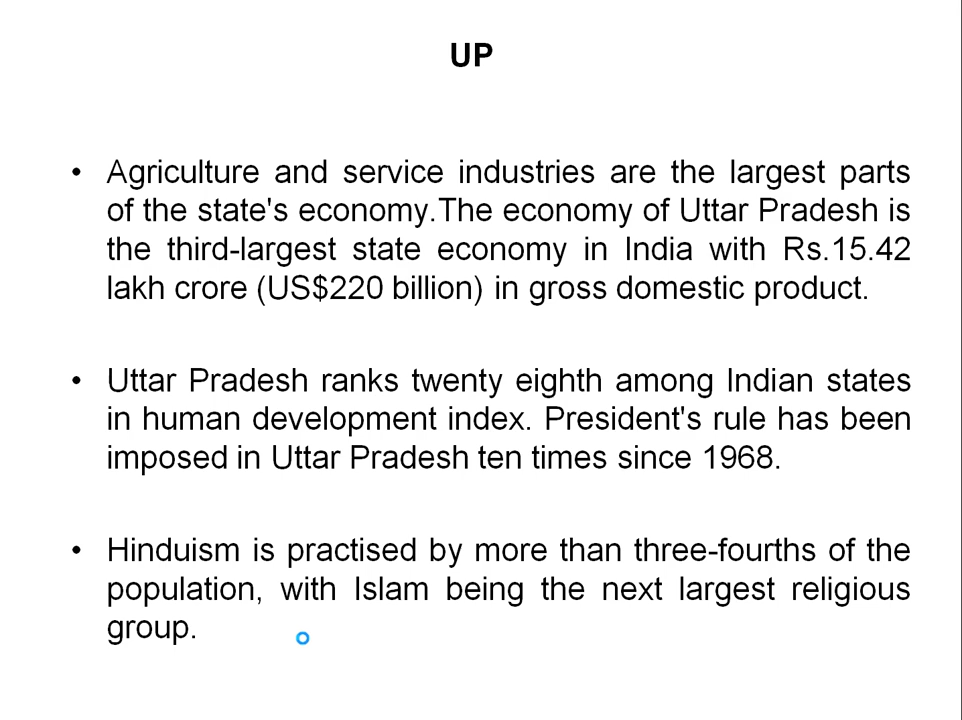 UP
• Agriculture and service industries are the largest parts
of the state's economy.The economy of Uttar Pradesh is
the third-largest state economy in India with Rs.15.42
lakh crore (US$220 billion) in gross domestic product.
• Uttar Pradesh ranks twenty eighth among Indian states
in human development index. President's rule has been
imposed in Uttar Pradesh ten times since 1968.
• Hinduism is practised by more than three-fourths of the
population, with Islam being the next largest religious
group.